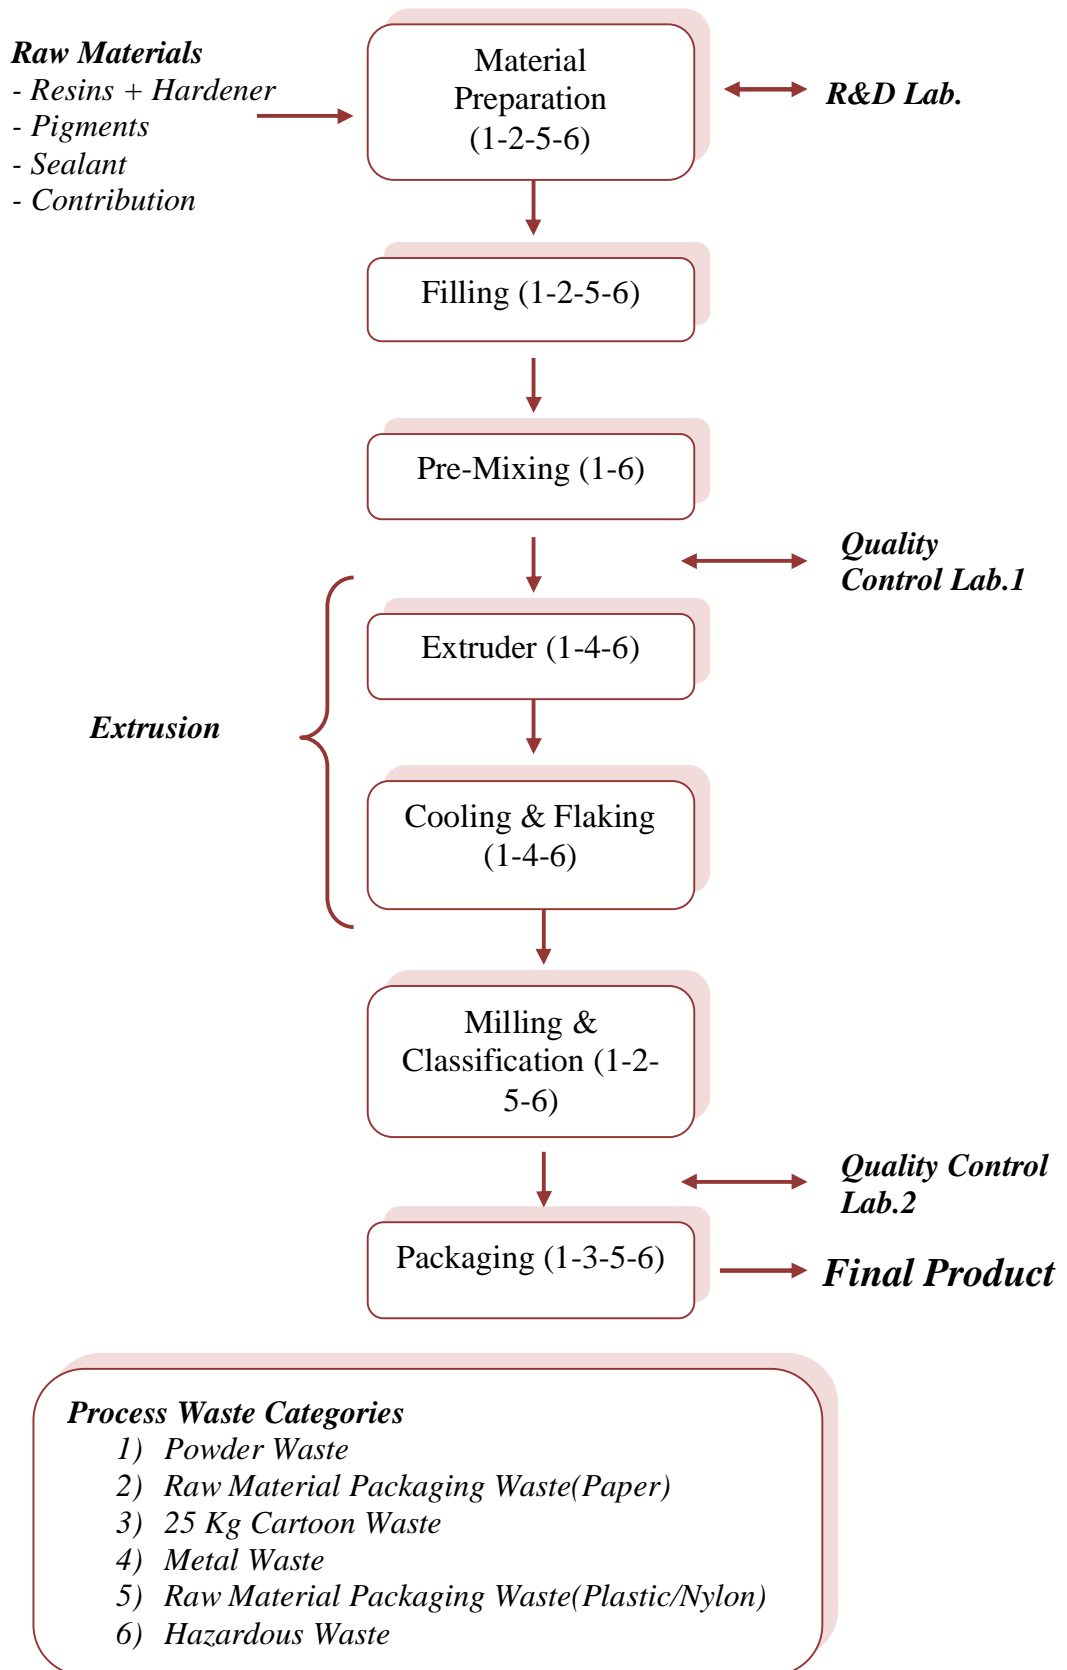 Raw Materials
- Resins + Hardener
- Pigments
- Sealant
- Contribution
Material
Preparation
(1-2-5-6)
R&D Lab.
Filling (1-2-5-6)
Pre-Mixing (1-6)
Quality
Control Lab.1
Extruder (1-4-6)
Extrusion
Cooling & Flaking
(1-4-6)
Milling &
Classification (1-2-
5-6)
Quality Control
Lab.2
Packaging (1-3-5-6)
Final Product
Process Waste Categories
1) Powder Waste
2) Raw Material Packaging Waste(Paper)
3) 25 Kg Cartoon Waste
4) Metal Waste
5) Raw Material Packaging Waste(Plastic/Nylon)
6) Hazardous Waste